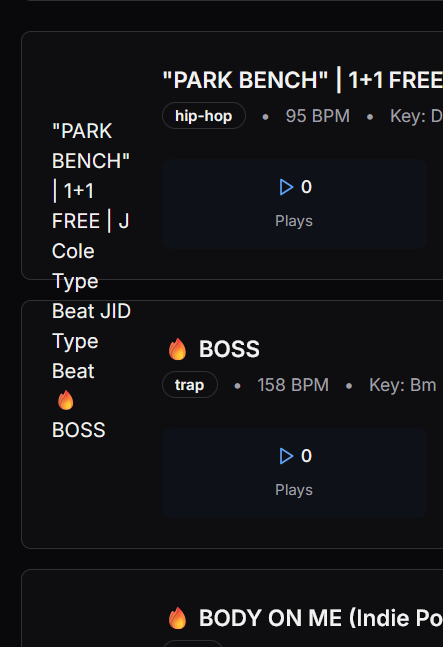 "PARK BENCH" | 1+1 FREE
hip-hop • 95 BPM • Key: D
"PARK
BENCH"
| 1+1
FREE | J
Cole
Type
Beat JID
Type
Beat
0
Plays
🔥 BOSS
trap • 158 BPM • Key: Bm
🔥
BOSS
0
Plays
🔥 BODY ON ME (Indie Po